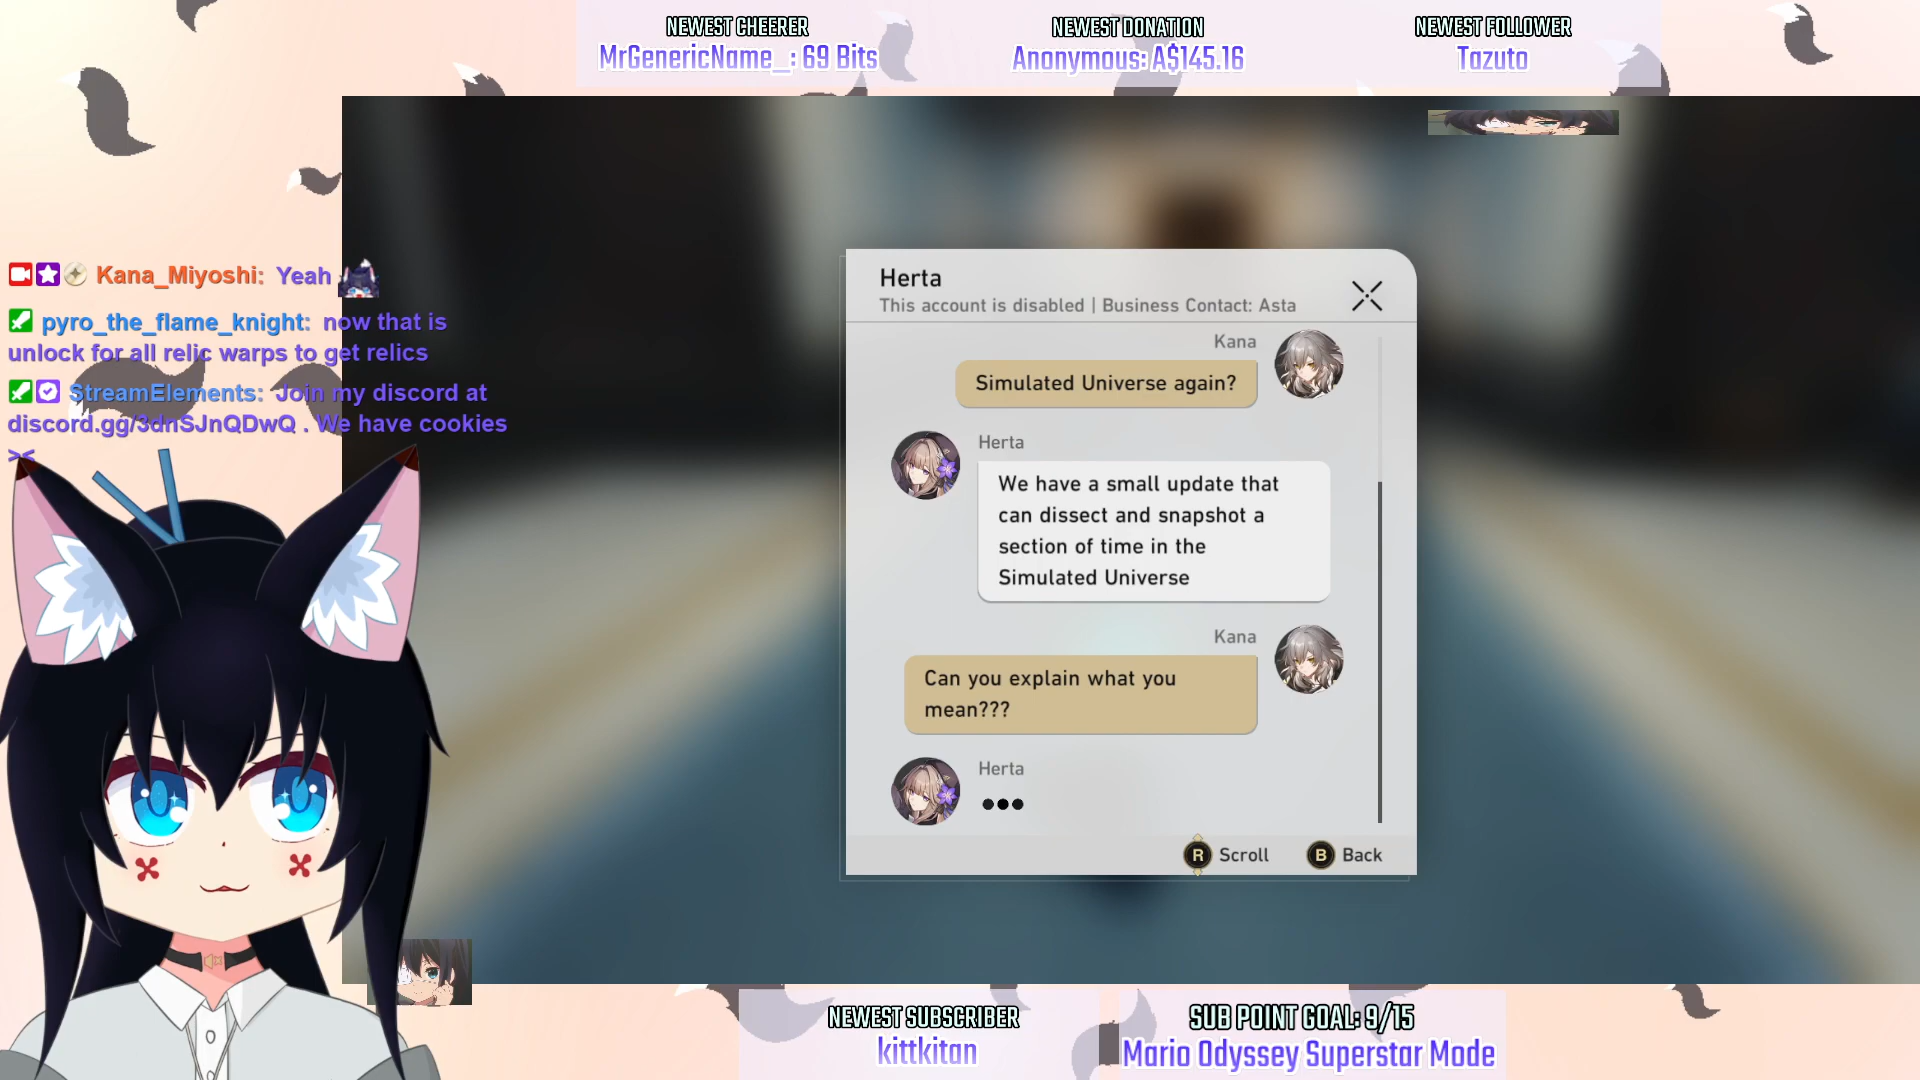 NEWEST CHEERER
MrGenericName_: 69 Bits
NEWEST DONATION
Anonymous: A$145.16
NEWEST FOLLOWER
Tazuto
Kana_Miyoshi: Yeah
pyro_the_flame_knight: now that is
unlock for all relic warps to get relics
StreamElements: Join my discord at
discord.gg/3dnSJnQDwQ . We have cookies
><
Herta
This account is disabled | Business Contact: Asta
Kana
Simulated Universe again?
Herta
We have a small update that
can dissect and snapshot a
section of time in the
Simulated Universe
Kana
Can you explain what you
mean???
Herta
●●●
R Scroll
B Back
NEWEST SUBSCRIBER
kittkitan
SUB POINT GOAL: 9/15
Mario Odyssey Superstar Mode